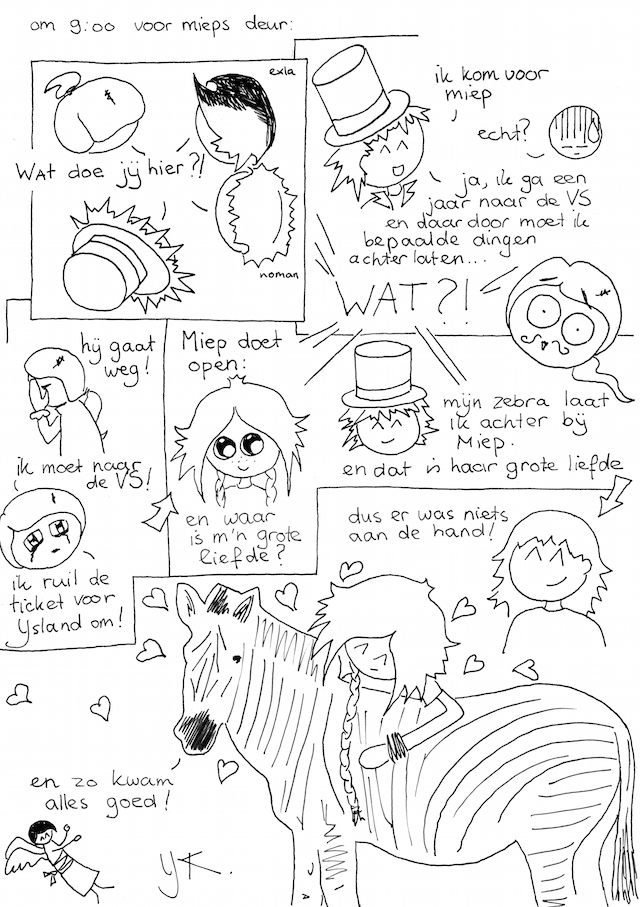 om 9:00 voor mieps deur:
exla
WAT doe jij hier?!
noman
ik kom voor
miep
echt?
ja, ik ga een
jaar naar de VS
en daar door moet ik
bepaalde dingen
achter laten...
WAT?!
hij gaat
weg!
ik moet naar
de VS!
ik ruil de
ticket voor
Ysland om!
Miep doet
open:
en waar
is m'n grote
liefde?
mijn zebra laat
ik achter bij
Miep.
en dat is haar grote liefde
dus er was niets
aan de hand!
en zo kwam
alles goed!
YK.